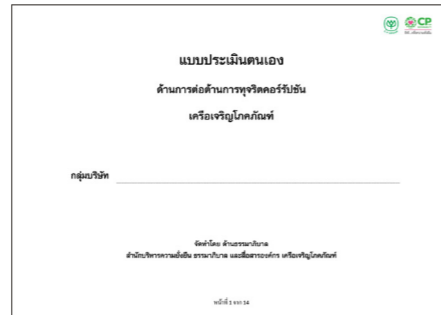 CP
แบบประเมินตนเอง
ด้านการต่อต้านการทุจริตคอร์รัปชัน
เครือเจริญโภคภัณฑ์
กลุ่มบริษัท
จัดทำโดย ด้านธรรมาภิบาล
สำนักบริหารความยั่งยืน ธรรมาภิบาล และสื่อสารองค์กร เครือเจริญโภคภัณฑ์
หน้าที่ 1 จาก 14